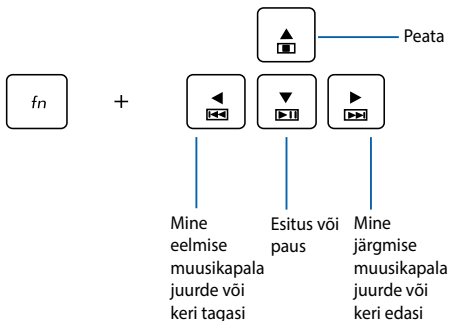 Peata
fn
+
Mine
eelmise
muusikapala
juurde või
keri tagasi
Esitus või
paus
Mine
järgmise
muusikapala
juurde või
keri edasi